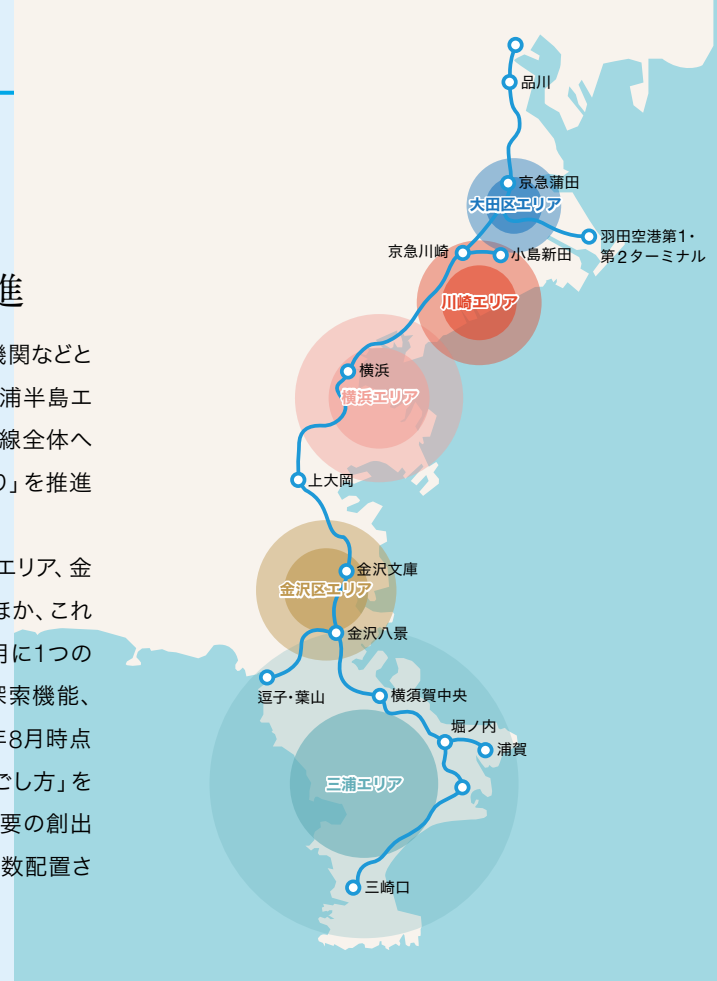 進
機関などと
浦半島エ
線全体へ
り」を推進
エリア、金
ほか、これ
月に1つの
探索機能、
年8月時点
ごし方」を
要の創出
数配置さ
品川
京急蒲田
大田区エリア
羽田空港第1・
第2ターミナル
京急川崎
小島新田
川崎エリア
横浜
横浜エリア
上大岡
金沢文庫
金沢区エリア
金沢八景
逗子・葉山
横須賀中央
堀ノ内
浦賀
三浦エリア
三崎口